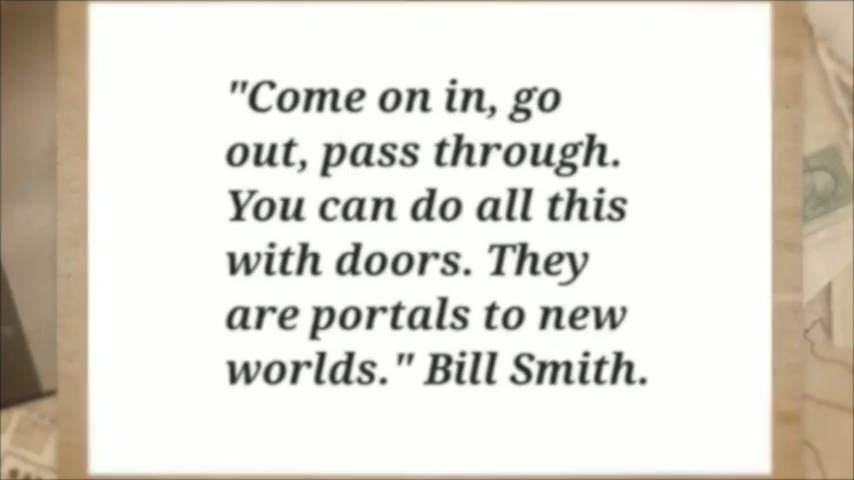 "Come on in, go
out, pass through.
You can do all this
with doors. They
are portals to new
worlds." Bill Smith.